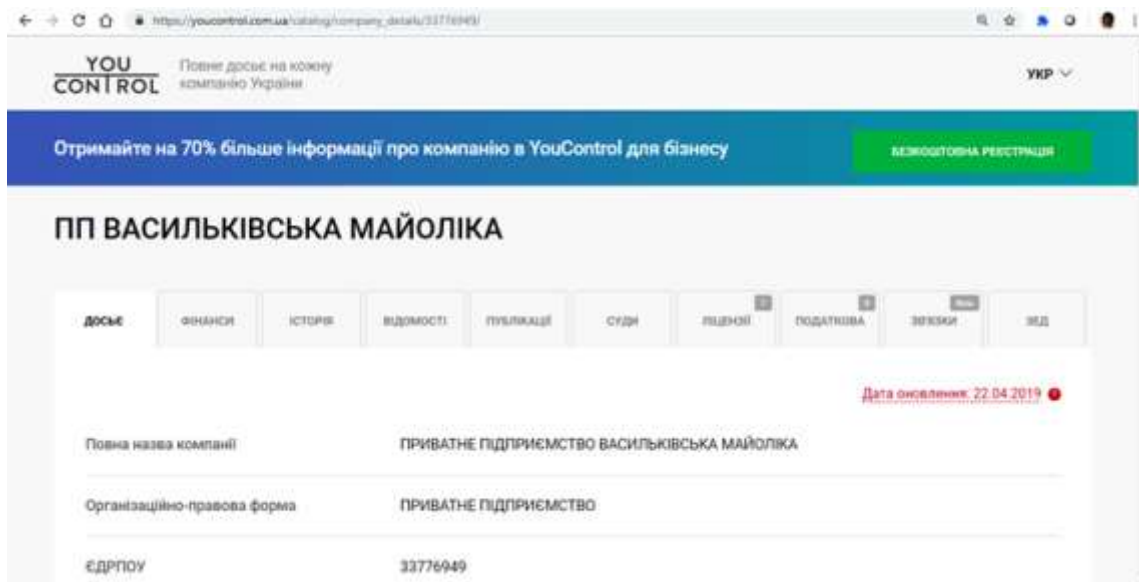 https://youcontrol.com.ua/catalog/company_details/33776949/
YOU
CONTROL
Повне досьє на кожну
компанію України
УКР
Отримайте на 70% більше інформації про компанію в YouControl для бізнесу
БЕЗКОШТОВНА РЕЄСТРАЦІЯ
ПП ВАСИЛЬКІВСЬКА МАЙОЛІКА
ДОСЬЄ ФІНАНСИ ІСТОРІЯ ВІДОМОСТІ ПУБЛІКАЦІЇ СУДИ ЛІЦЕНЗІЇ ПОДАТКОВА ЗВ'ЯЗКИ ЗЕД
Дата оновлення: 22.04.2019
Повна назва компанії ПРИВАТНЕ ПІДПРИЄМСТВО ВАСИЛЬКІВСЬКА МАЙОЛІКА
Організаційно-правова форма ПРИВАТНЕ ПІДПРИЄМСТВО
ЄДРПОУ 33776949